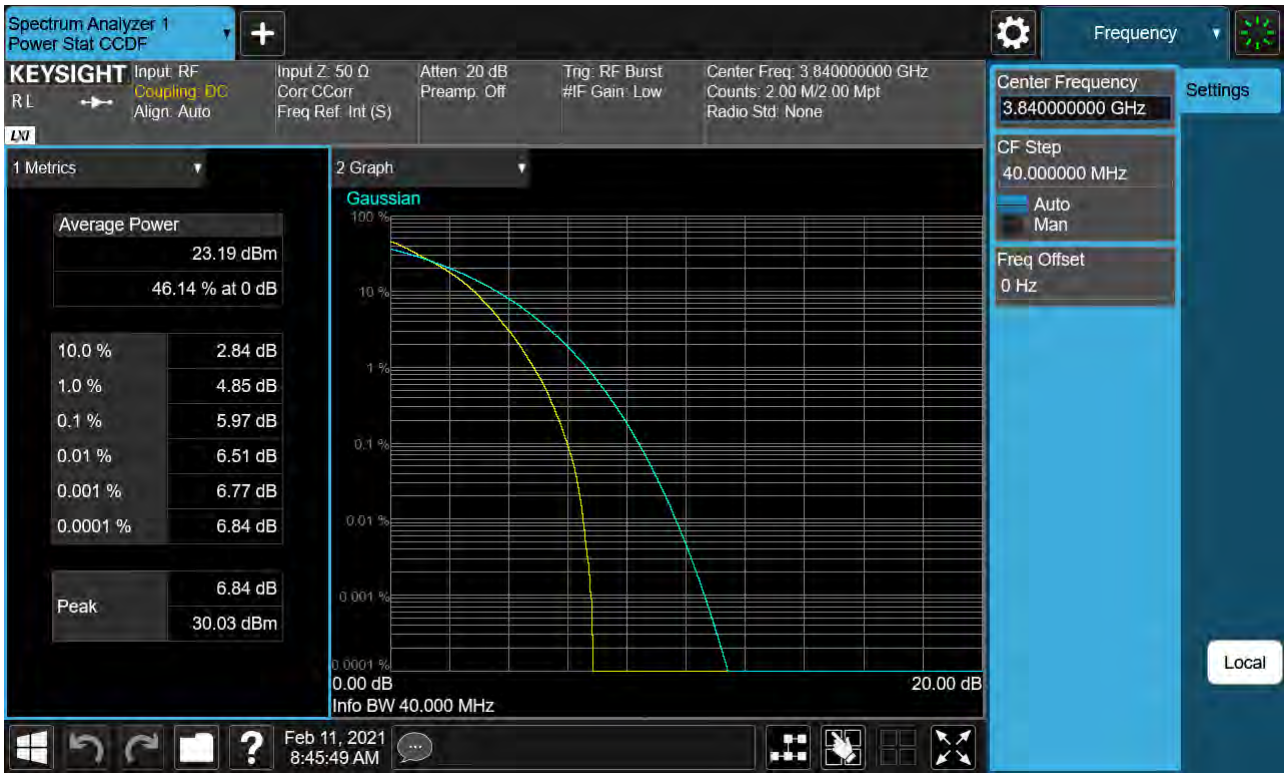 Spectrum Analyzer 1
Power Stat CCDF
Frequency
KEYSIGHT
R L
LXI
Input: RF
Coupling: DC
Align: Auto
Input Z: 50 Ω
Corr CCorr
Freq Ref: Int (S)
Atten: 20 dB
Preamp: Off
Trig: RF Burst
#IF Gain: Low
Center Freq: 3.840000000 GHz
Counts: 2.00 M/2.00 Mpt
Radio Std: None
Center Frequency
3.840000000 GHz
Settings
CF Step
40.000000 MHz
Auto
Man
Freq Offset
0 Hz
1 Metrics
Average Power
23.19 dBm
46.14 % at 0 dB
10.0 % 2.84 dB
1.0 % 4.85 dB
0.1 % 5.97 dB
0.01 % 6.51 dB
0.001 % 6.77 dB
0.0001 % 6.84 dB
Peak
6.84 dB
30.03 dBm
2 Graph
Gaussian
100 %
10 %
1 %
0.1 %
0.01 %
0.001 %
0.0001 %
0.00 dB 20.00 dB
Info BW 40.000 MHz
Local
?
Feb 11, 2021
8:45:49 AM